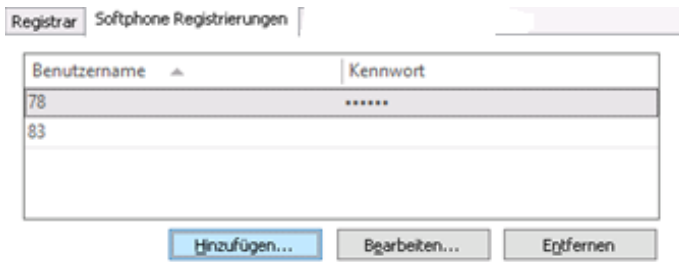 Registrar Softphone Registrierungen
Benutzername Kennwort
78 ••••••
83
Hinzufügen... Bearbeiten... Entfernen